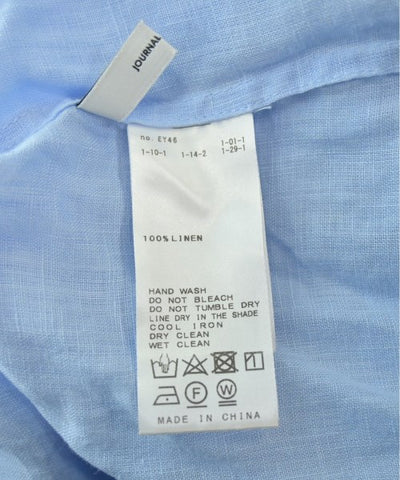 JOURNAL
no. EY46 1-01-1
1-10-1 1-14-2 1-29-1
100% LINEN
HAND WASH
DO NOT BLEACH
DO NOT TUMBLE DRY
LINE DRY IN THE SHADE
COOL IRON
DRY CLEAN
WET CLEAN
F W
MADE IN CHINA